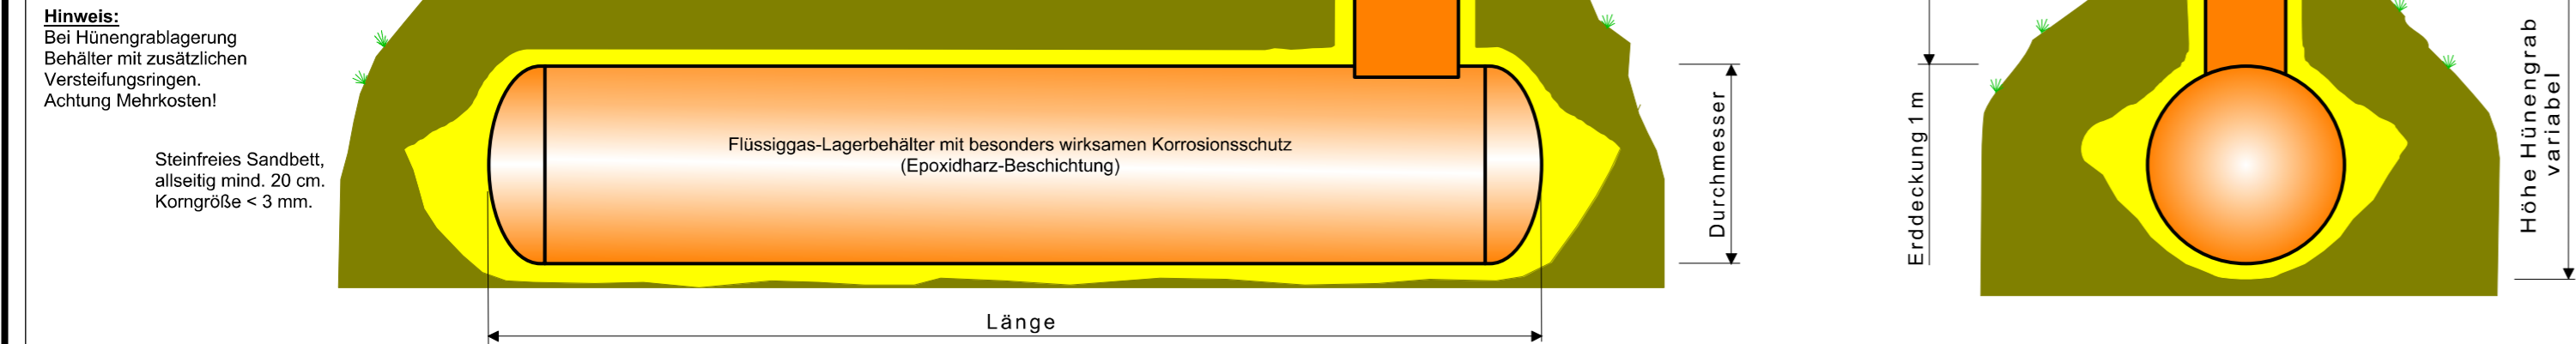 Hinweis:
Bei Hünengrablagerung
Behälter mit zusätzlichen
Versteifungsringen.
Achtung Mehrkosten!
Steinfreies Sandbett,
allseitig mind. 20 cm.
Korngröße < 3 mm.
Flüssiggas-Lagerbehälter mit besonders wirksamen Korrosionsschutz
(Epoxidharz-Beschichtung)
Länge
Durchmesser
Erddeckung 1 m
Höhe Hünengrab
variabel